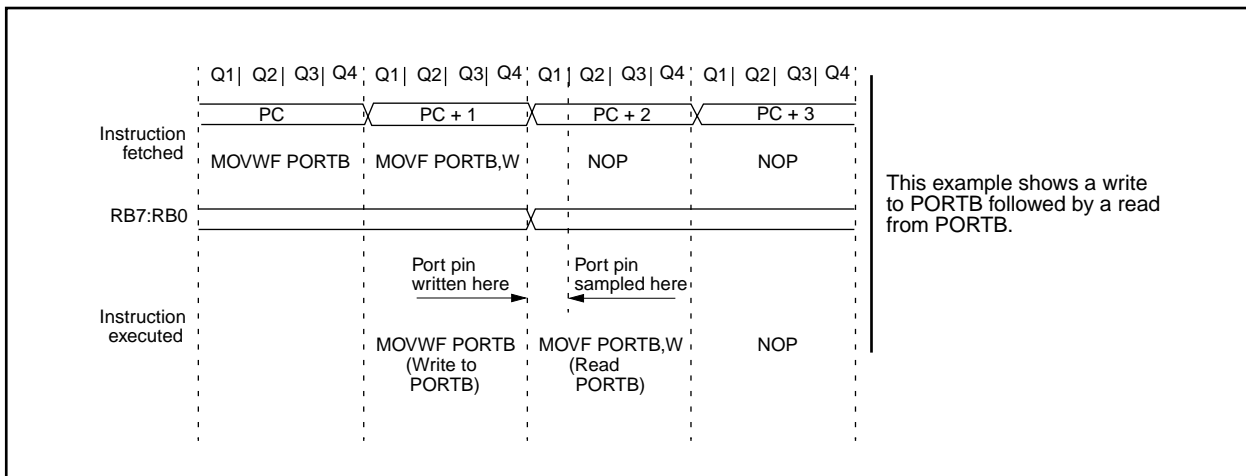 Q1| Q2 | Q3| Q4 Q1| Q2| Q3| Q4 Q1| Q2 | Q3| Q4 Q1| Q2 | Q3| Q4
PC PC + 1 PC + 2 PC + 3
Instruction
fetched
MOVWF PORTB MOVF PORTB,W NOP NOP
This example shows a write
to PORTB followed by a read
from PORTB.
RB7:RB0
Port pin
written here
Port pin
sampled here
Instruction
executed
MOVWF PORTB
(Write to
PORTB)
MOVF PORTB,W
(Read
PORTB)
NOP